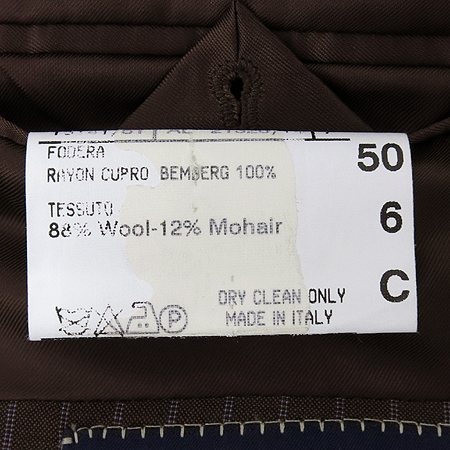 FODERA
RAYON CUPRO BEMBERG 100%
TESSUTO
88% Wool-12% Mohair
50
6
C
DRY CLEAN ONLY
MADE IN ITALY
P